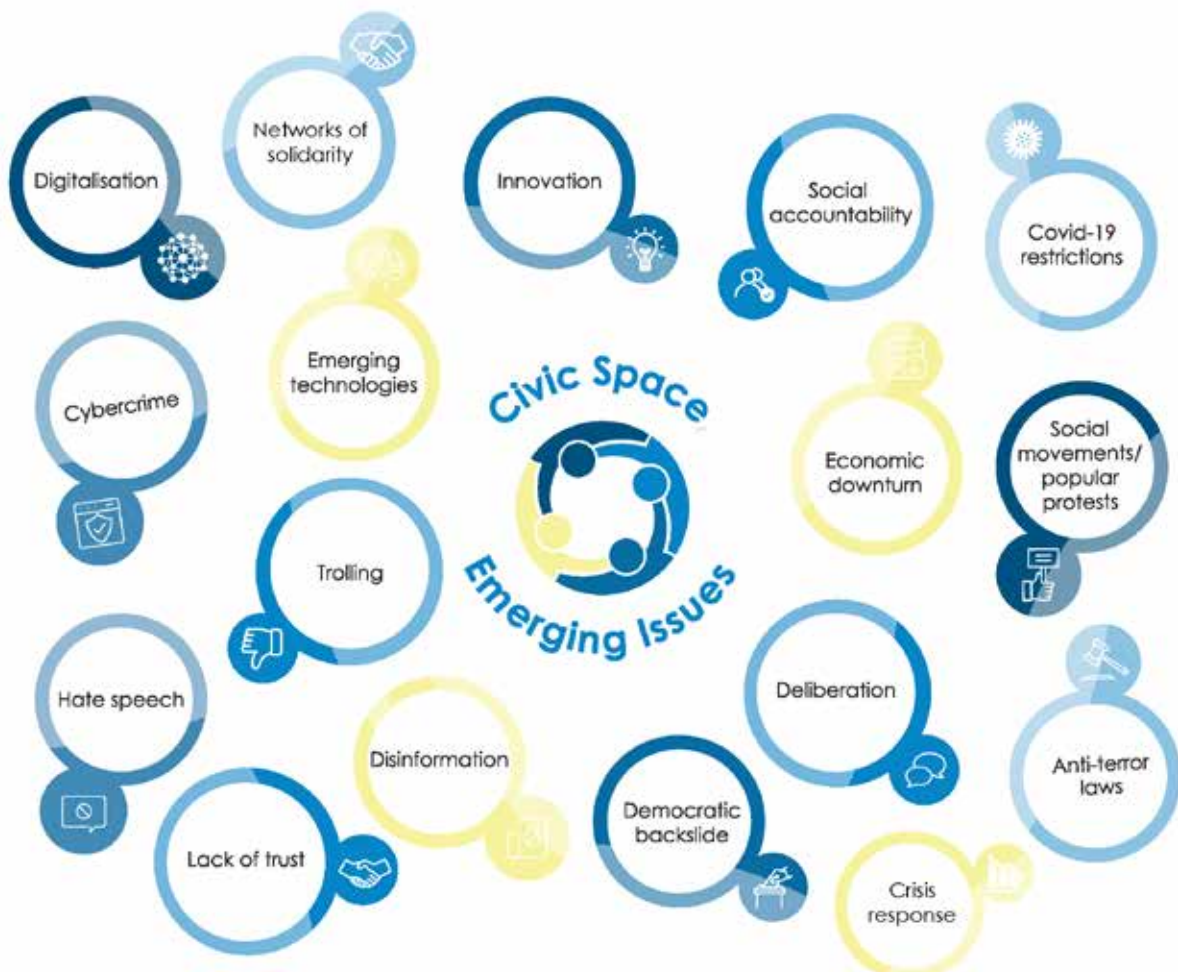 Networks of
solidarity
Digitalisation
Innovation
Social
accountability
Covid-19
restrictions
Emerging
technologies
Cybercrime
Civic Space
Emerging Issues
Economic
downturn
Social
movements/
popular
protests
Trolling
Hate speech
Deliberation
Disinformation
Anti-terror
laws
Democratic
backslide
Lack of trust
Crisis
response